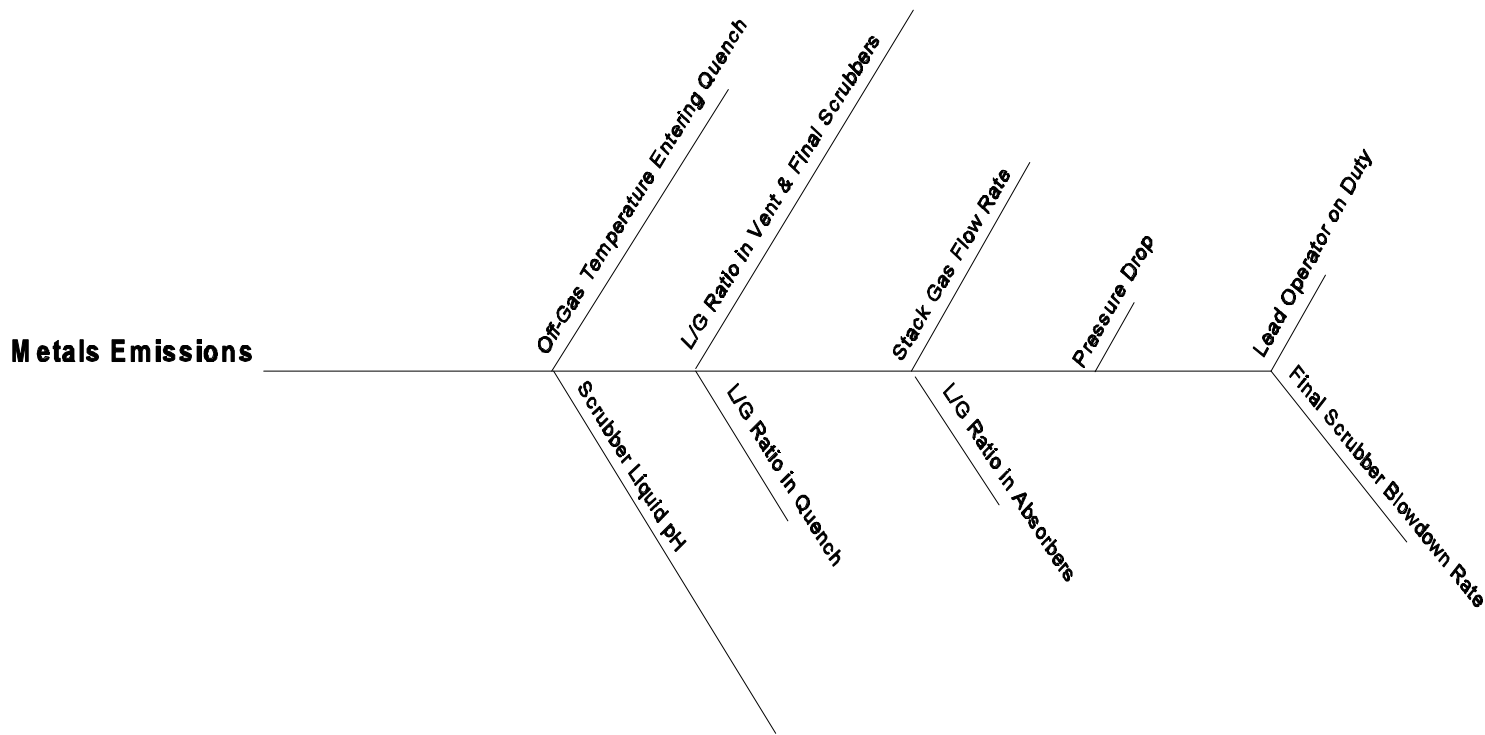 Metals Emissions
Off-Gas Temperature Entering Quench
L/G Ratio in Vent & Final Scrubbers
Stack Gas Flow Rate
Pressure Drop
Lead Operator on Duty
Scrubber Liquid pH
L/G Ratio in Quench
L/G Ratio in Absorbers
Final Scrubber Blowdown Rate